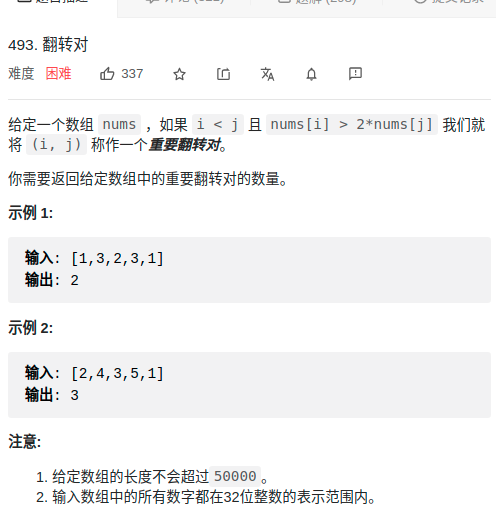 493. 翻转对
难度 困难 337
给定一个数组 nums ，如果 i < j 且 nums[i] > 2*nums[j] 我们就
将 (i, j) 称作一个重要翻转对。
你需要返回给定数组中的重要翻转对的数量。
示例 1:
输入: [1,3,2,3,1]
输出: 2
示例 2:
输入: [2,4,3,5,1]
输出: 3
注意:
1. 给定数组的长度不会超过50000。
2. 输入数组中的所有数字都在32位整数的表示范围内。